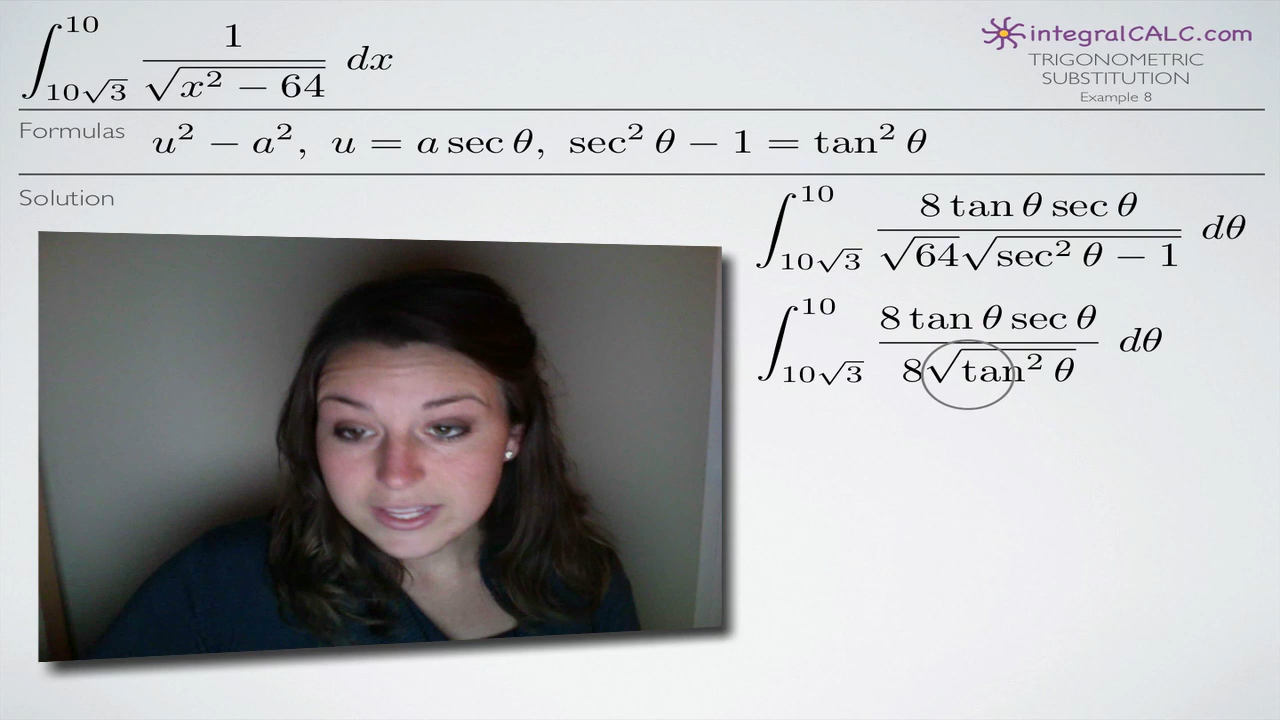 ∫_{10√3}^{10} 1/√(x² − 64) dx
integralCALC.com
TRIGONOMETRIC
SUBSTITUTION
Example 8
Formulas u² − a², u = a sec θ, sec² θ − 1 = tan² θ
Solution
∫_{10√3}^{10} (8 tan θ sec θ)/(√64√(sec² θ − 1)) dθ
∫_{10√3}^{10} (8 tan θ sec θ)/(8√(tan² θ)) dθ